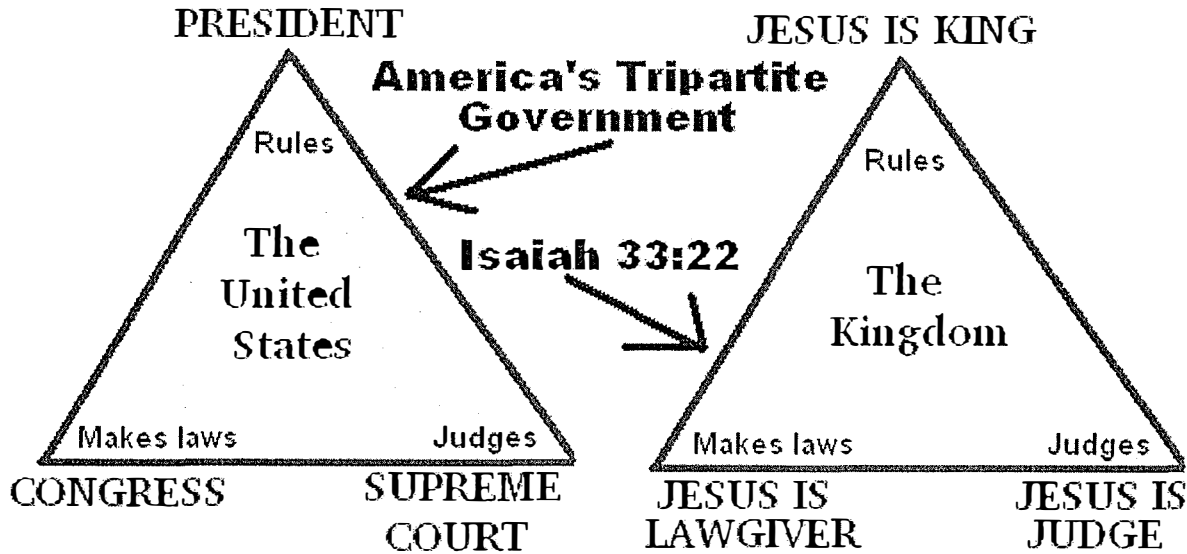 PRESIDENT
America's Tripartite
Government
Rules
The
United
States
Makes laws
Judges
CONGRESS
SUPREME
COURT
JESUS IS KING
Rules
Isaiah 33:22
The
Kingdom
Makes laws
Judges
JESUS IS
LAWGIVER
JESUS IS
JUDGE